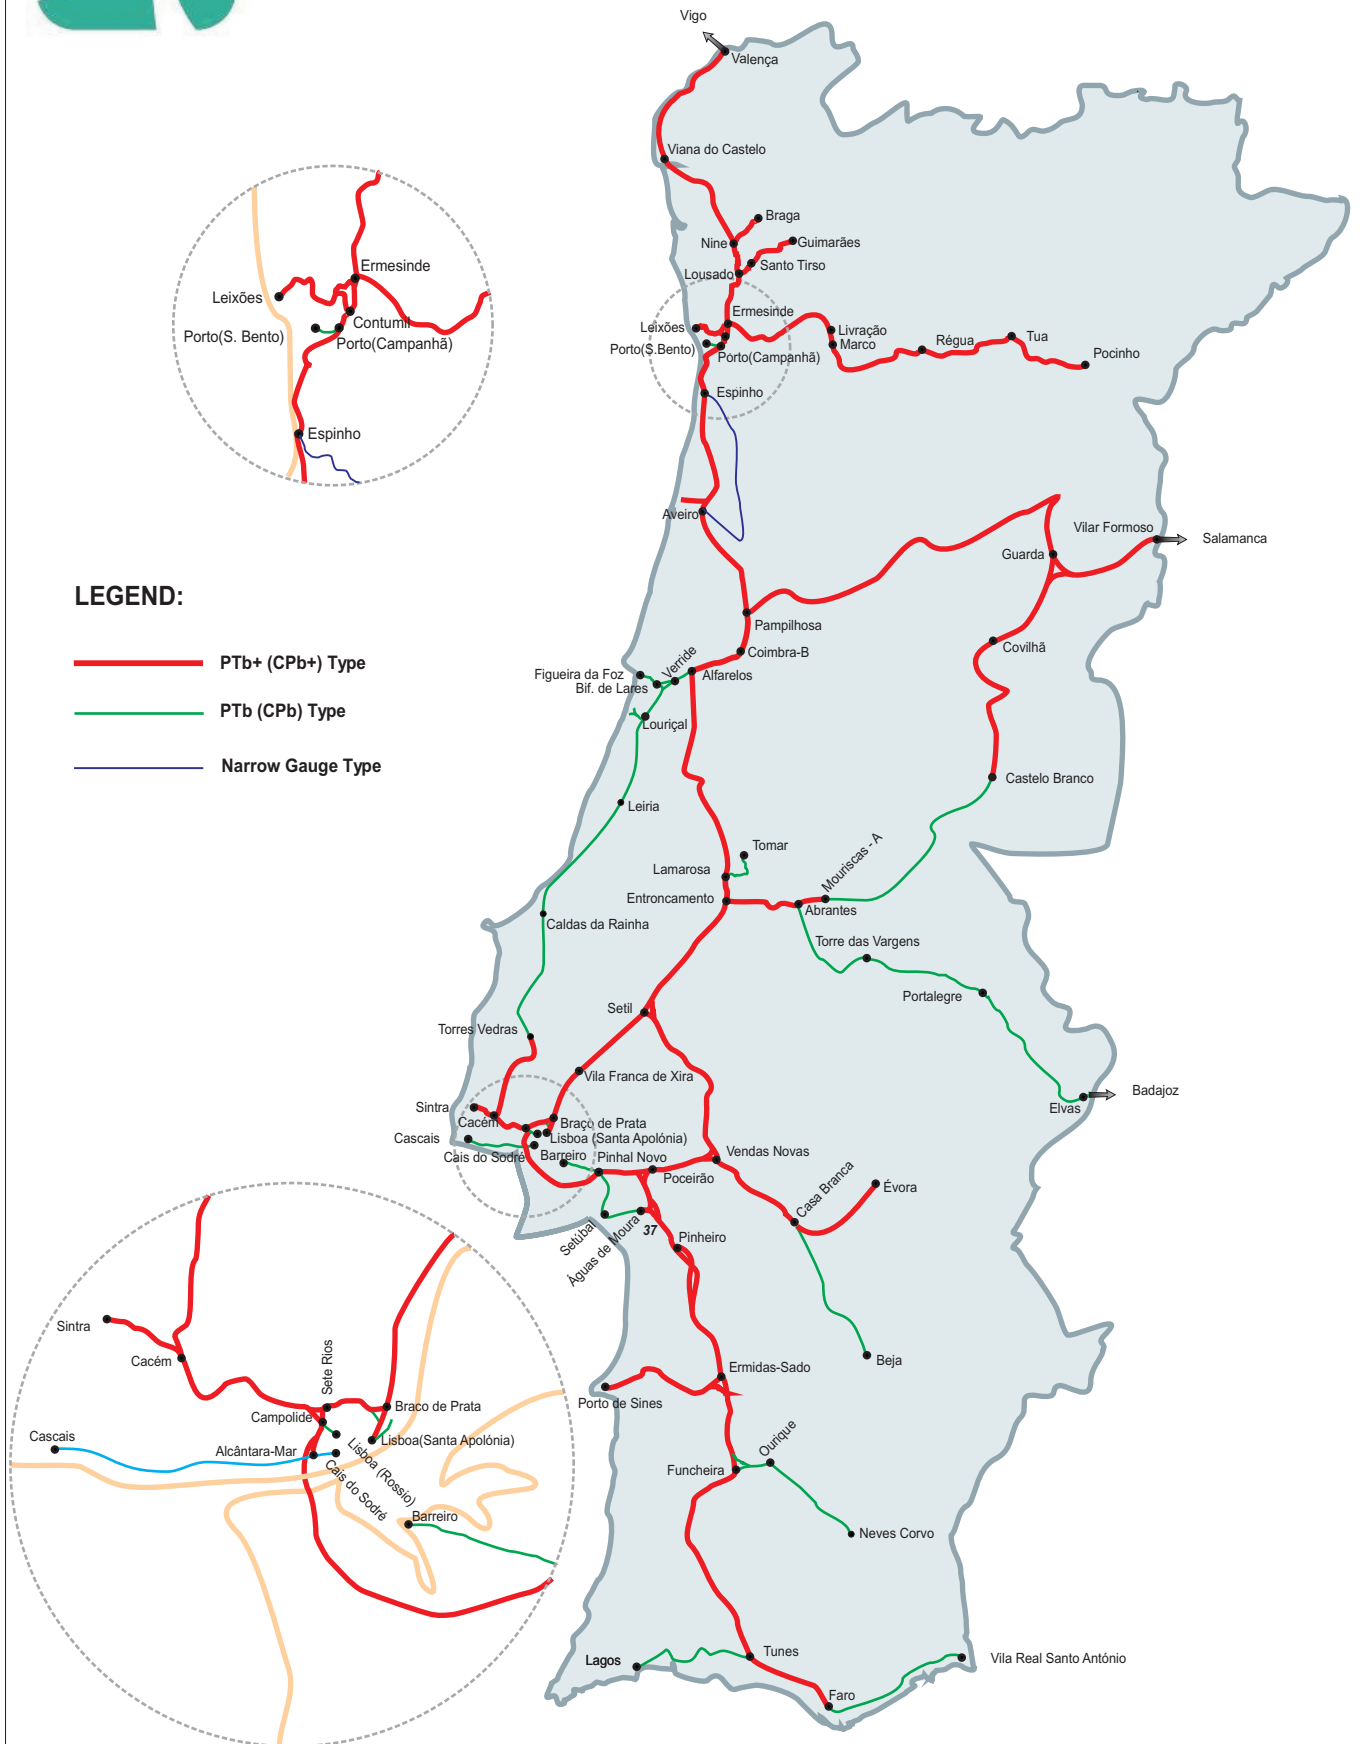 Vigo
Valença
Viana do Castelo
Braga
Nine
Guimarães
Santo Tirso
Lousado
Ermesinde
Leixões
Livração
Porto(S.Bento)
Marco
Porto(Campanhã)
Régua
Tua
Pocinho
Espinho
Ermesinde
Leixões
Contumil
Porto(S. Bento)
Porto(Campanhã)
Espinho
Aveiro
Vilar Formoso
Salamanca
Guarda
LEGEND:
PTb+ (CPb+) Type
PTb (CPb) Type
Narrow Gauge Type
Pampilhosa
Coimbra-B
Covilhã
Verride
Figueira da Foz
Alfarelos
Bif. de Lares
Louriçal
Castelo Branco
Leiria
Tomar
Lamarosa
Mouriscas - A
Entroncamento
Abrantes
Caldas da Rainha
Torre das Vargens
Portalegre
Setil
Torres Vedras
Vila Franca de Xira
Badajoz
Elvas
Sintra
Cacém
Braço de Prata
Cascais
Lisboa (Santa Apolónia)
Cais do Sodré
Barreiro
Pinhal Novo
Vendas Novas
Poceirão
Casa Branca
Évora
Setúbal
Águas de Moura
37
Pinheiro
Beja
Ermidas-Sado
Porto de Sines
Ourique
Funcheira
Neves Corvo
Sintra
Cacém
Sete Rios
Campolide
Braco de Prata
Cascais
Alcântara-Mar
Lisboa(Santa Apolónia)
Lisboa (Rossio)
Cais do Sodré
Barreiro
Lagos
Tunes
Vila Real Santo António
Faro